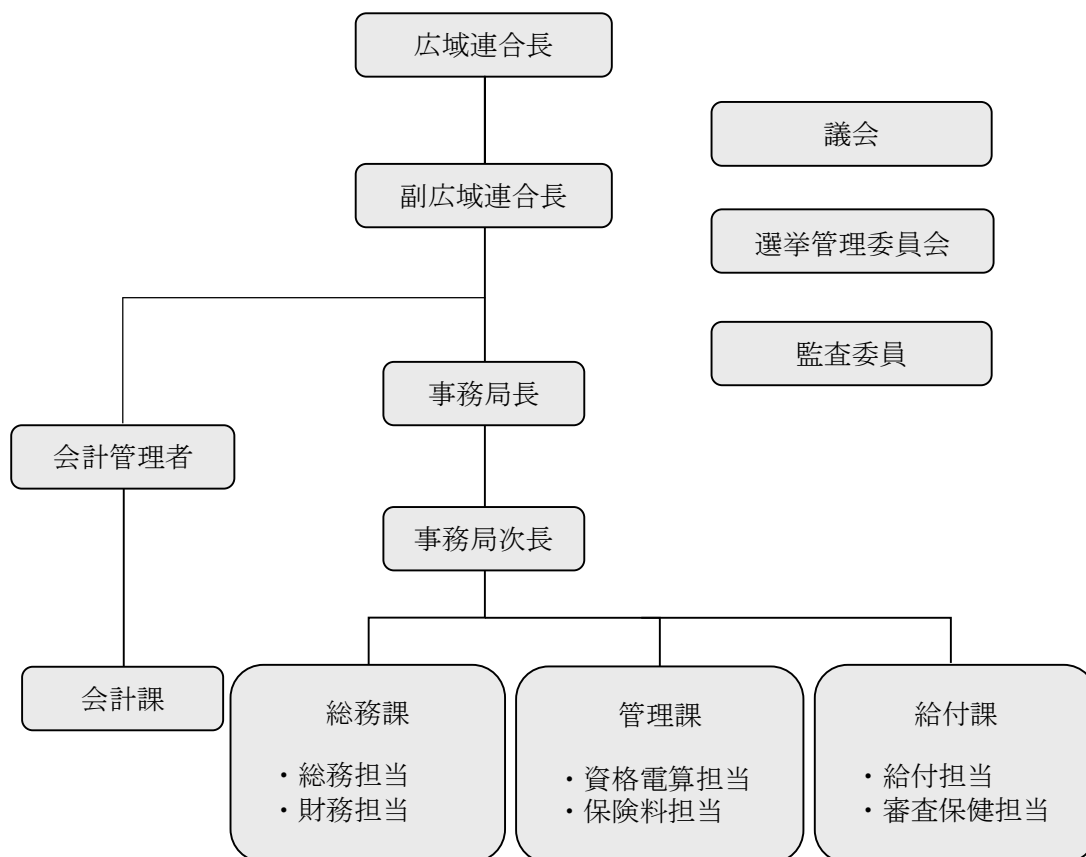 広域連合長
議会
副広域連合長
選挙管理委員会
監査委員
事務局長
会計管理者
事務局次長
会計課
総務課
・総務担当
・財務担当
管理課
・資格電算担当
・保険料担当
給付課
・給付担当
・審査保健担当